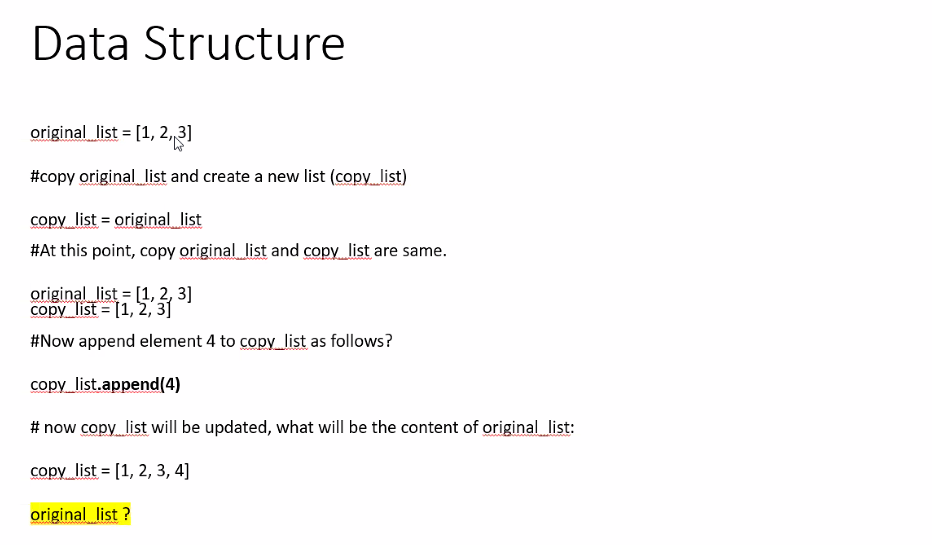 Data Structure
original_list = [1, 2, 3]
#copy original_list and create a new list (copy_list)
copy_list = original_list
#At this point, copy original_list and copy_list are same.
original_list = [1, 2, 3]
copy_list = [1, 2, 3]
#Now append element 4 to copy_list as follows?
copy_list.append(4)
# now copy_list will be updated, what will be the content of original_list:
copy_list = [1, 2, 3, 4]
original_list ?